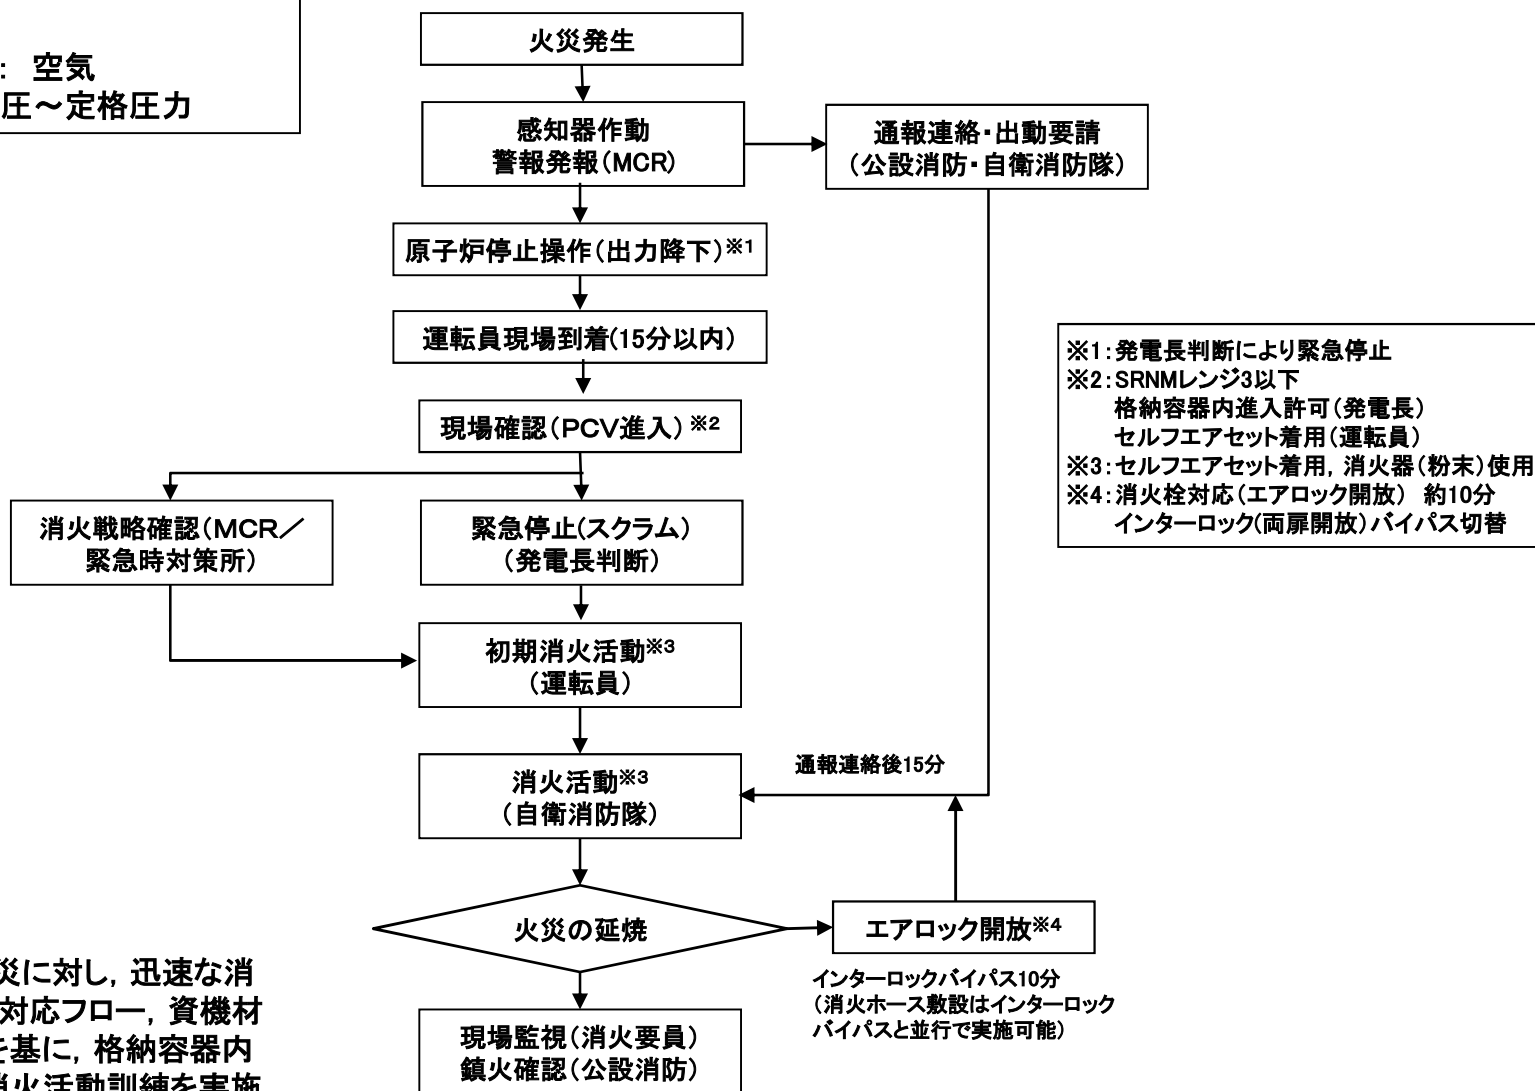 ： 空気
圧～定格圧力
火災発生
感知器作動
警報発報（MCR）
通報連絡・出動要請
（公設消防・自衛消防隊）
原子炉停止操作（出力降下）※1
運転員現場到着(15分以内）
現場確認（PCV進入）※2
消火戦略確認（MCR／
緊急時対策所）
緊急停止(スクラム）
（発電長判断）
※1：発電長判断により緊急停止
※2：SRNMレンジ3以下
格納容器内進入許可（発電長）
セルフエアセット着用（運転員）
※3：セルフエアセット着用，消火器（粉末）使用
※4：消火栓対応（エアロック開放） 約10分
インターロック(両扉開放）バイパス切替
初期消火活動※3
（運転員）
消火活動※3
（自衛消防隊）
通報連絡後15分
火災の延焼
エアロック開放※4
インターロックバイパス10分
（消火ホース敷設はインターロック
バイパスと並行で実施可能）
現場監視（消火要員）
鎮火確認（公設消防）
災に対し，迅速な消
対応フロー，資機材
を基に，格納容器内
消火活動訓練を実施